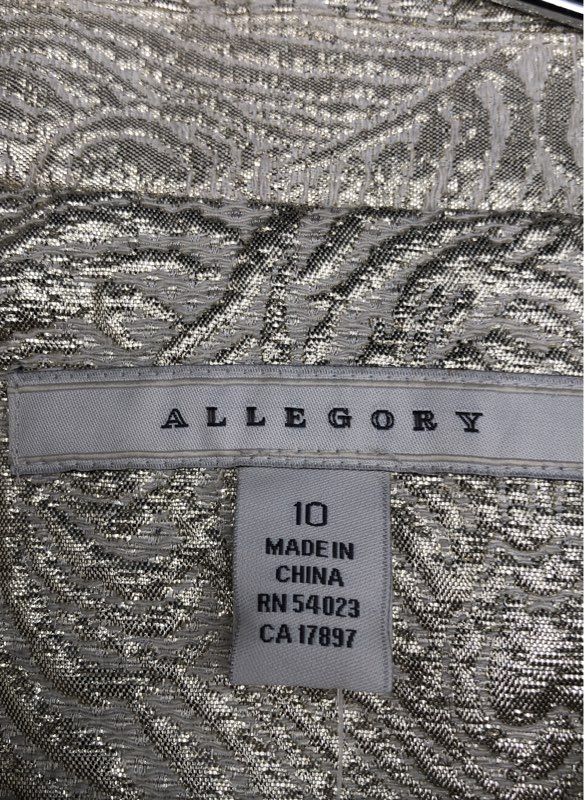 ALLEGORY
10
MADE IN
CHINA
RN 54023
CA 17897